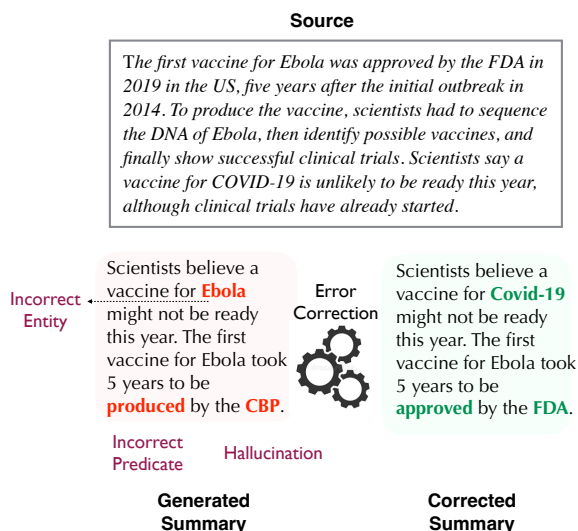 Source
The first vaccine for Ebola was approved by the FDA in
2019 in the US, five years after the initial outbreak in
2014. To produce the vaccine, scientists had to sequence
the DNA of Ebola, then identify possible vaccines, and
finally show successful clinical trials. Scientists say a
vaccine for COVID-19 is unlikely to be ready this year,
although clinical trials have already started.
Incorrect
Entity
Scientists believe a
vaccine for Ebola
might not be ready
this year. The first
vaccine for Ebola took
5 years to be
produced by the CBP.
Incorrect
Predicate
Hallucination
Generated
Summary
Error
Correction
Scientists believe a
vaccine for Covid-19
might not be ready
this year. The first
vaccine for Ebola took
5 years to be
approved by the FDA.
Corrected
Summary